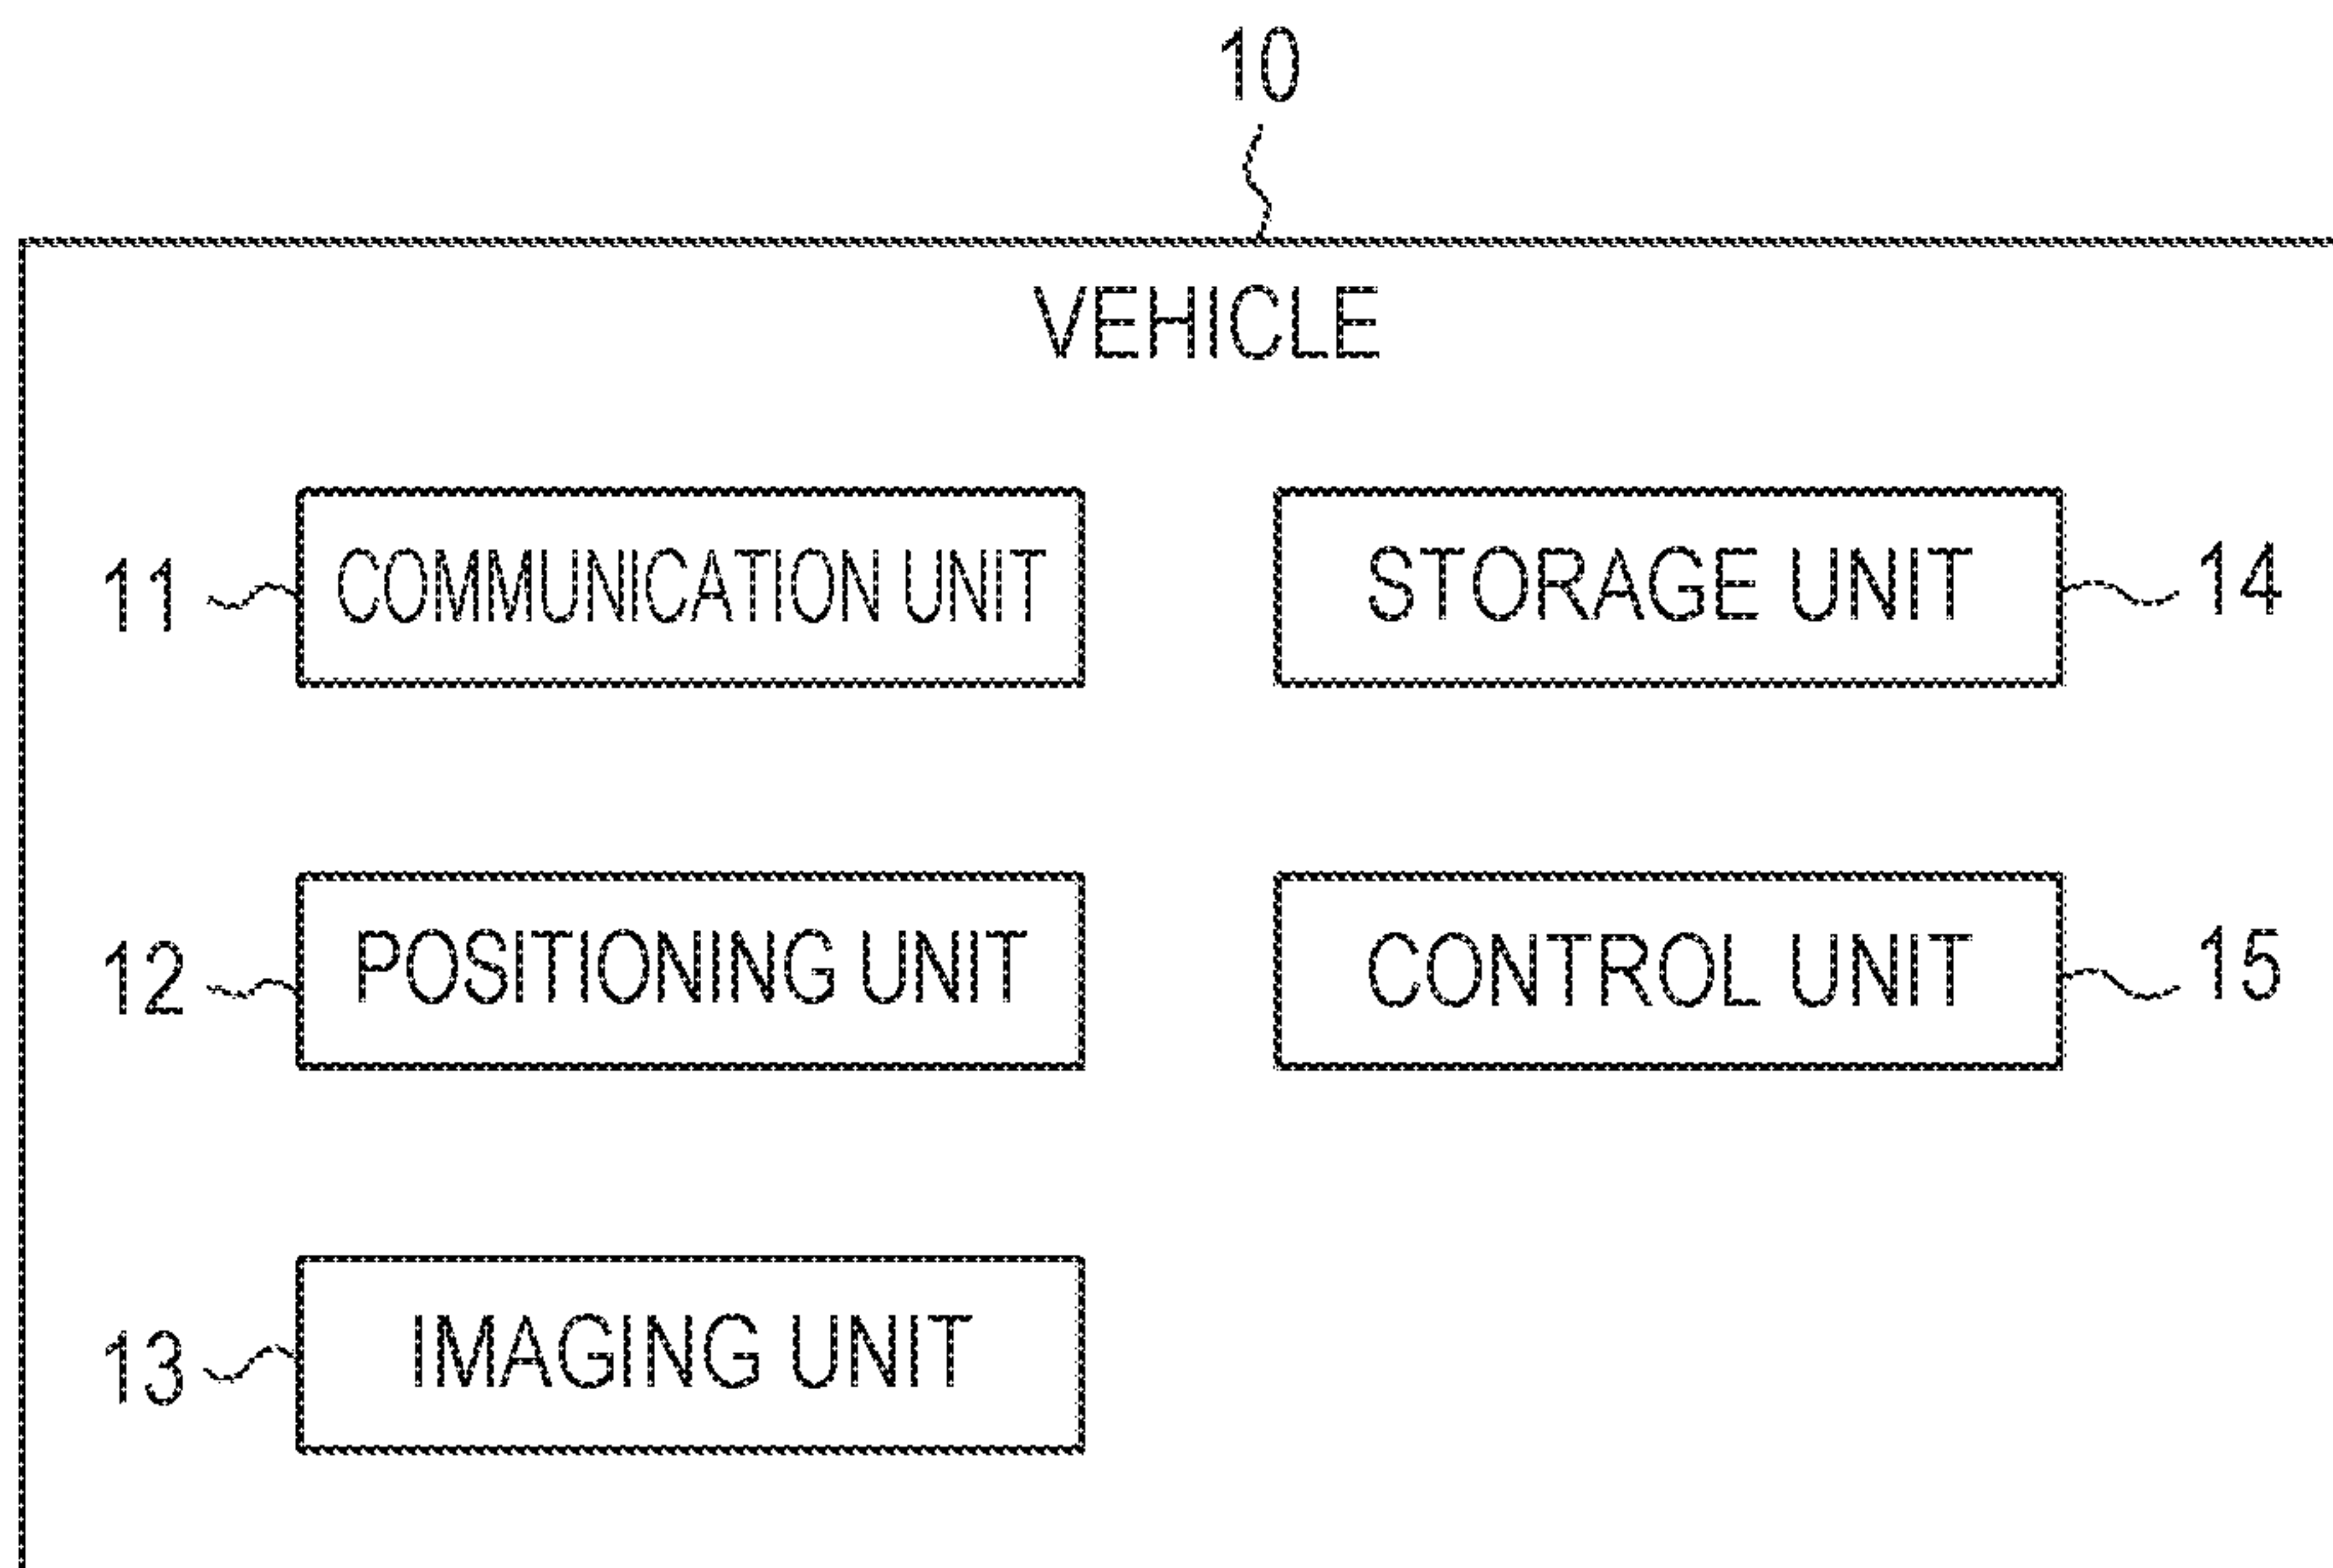 10
VEHICLE
11 COMMUNICATION UNIT STORAGE UNIT 14
12 POSITIONING UNIT CONTROL UNIT 15
13 IMAGING UNIT